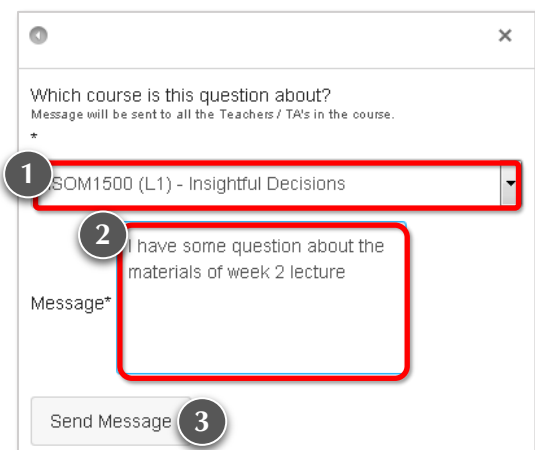 Which course is this question about?
Message will be sent to all the Teachers / TA's in the course.
*
1
SOM1500 (L1) - Insightful Decisions
2
I have some question about the
materials of week 2 lecture
Message*
Send Message
3